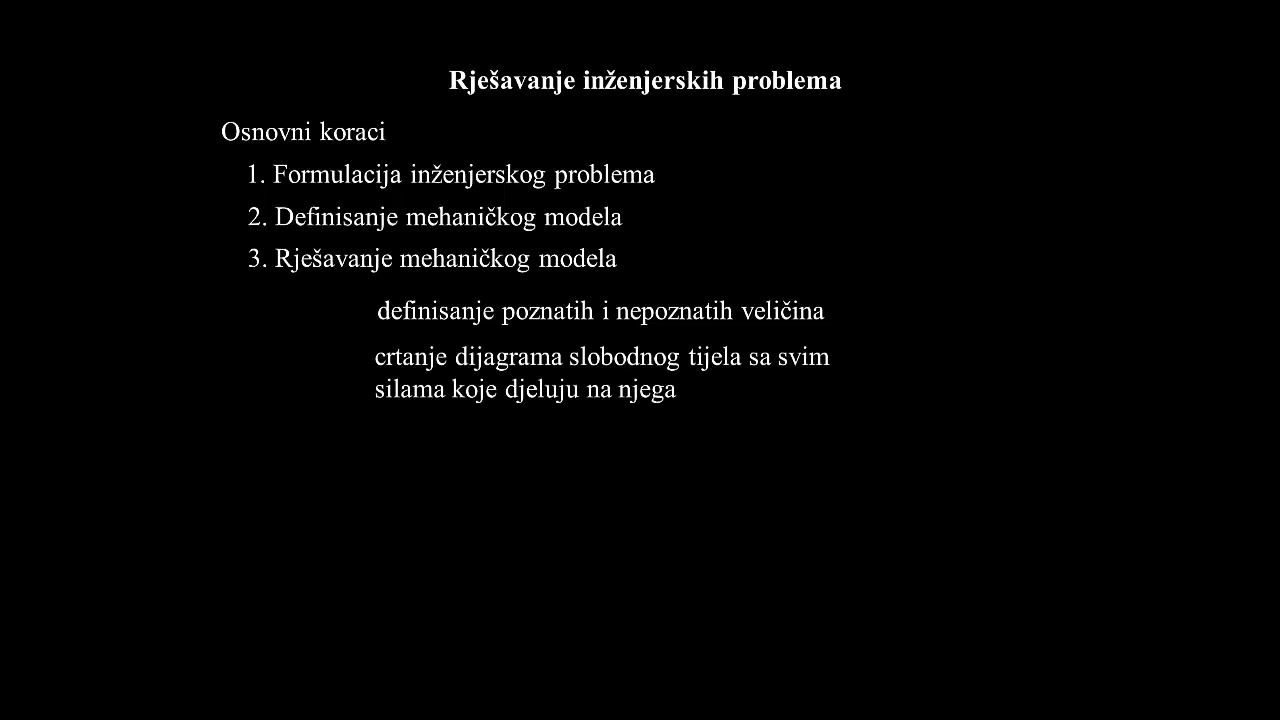 Rješavanje inženjerskih problema
Osnovni koraci
1. Formulacija inženjerskog problema
2. Definisanje mehaničkog modela
3. Rješavanje mehaničkog modela
definisanje poznatih i nepoznatih veličina
crtanje dijagrama slobodnog tijela sa svim
silama koje djeluju na njega